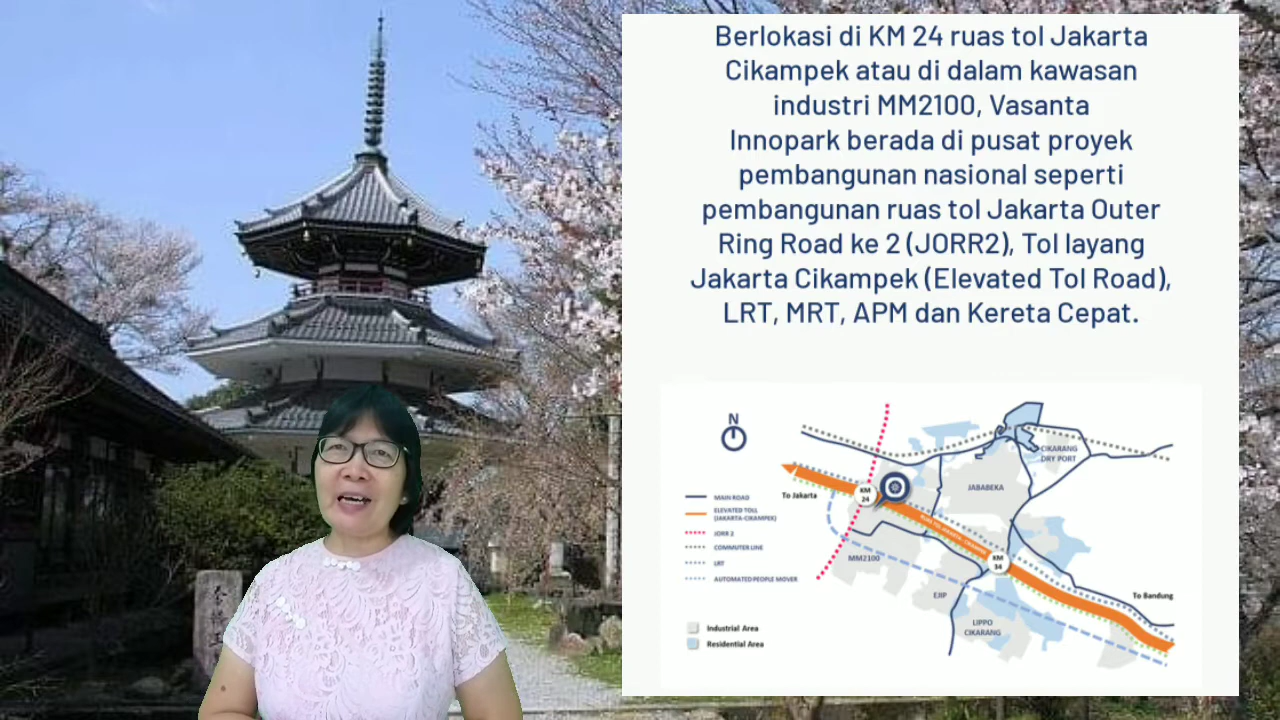 Berlokasi di KM 24 ruas tol Jakarta
Cikampek atau di dalam kawasan
industri MM2100, Vasanta
Innopark berada di pusat proyek
pembangunan nasional seperti
pembangunan ruas tol Jakarta Outer
Ring Road ke 2 (JORR2), Tol layang
Jakarta Cikampek (Elevated Tol Road),
LRT, MRT, APM dan Kereta Cepat.
N
CIKARANG
DRY PORT
To Jakarta
KM
24
JABABEKA
MAIN ROAD
ELEVATED TOLL
(JAKARTA-CIKAMPEK)
JORR 2
COMMUTER LINE
LRT
AUTOMATED PEOPLE MOVER
MM2100
KM
34
EJIP
To Bandung
LIPPO
CIKARANG
Industrial Area
Residential Area